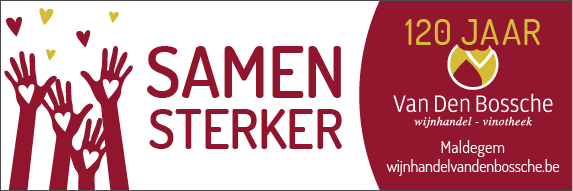 SAMEN
STERKER
120 JAAR
Van Den Bossche
wijnhandel - vinotheek
Maldegem
wijnhandelvandenbossche.be